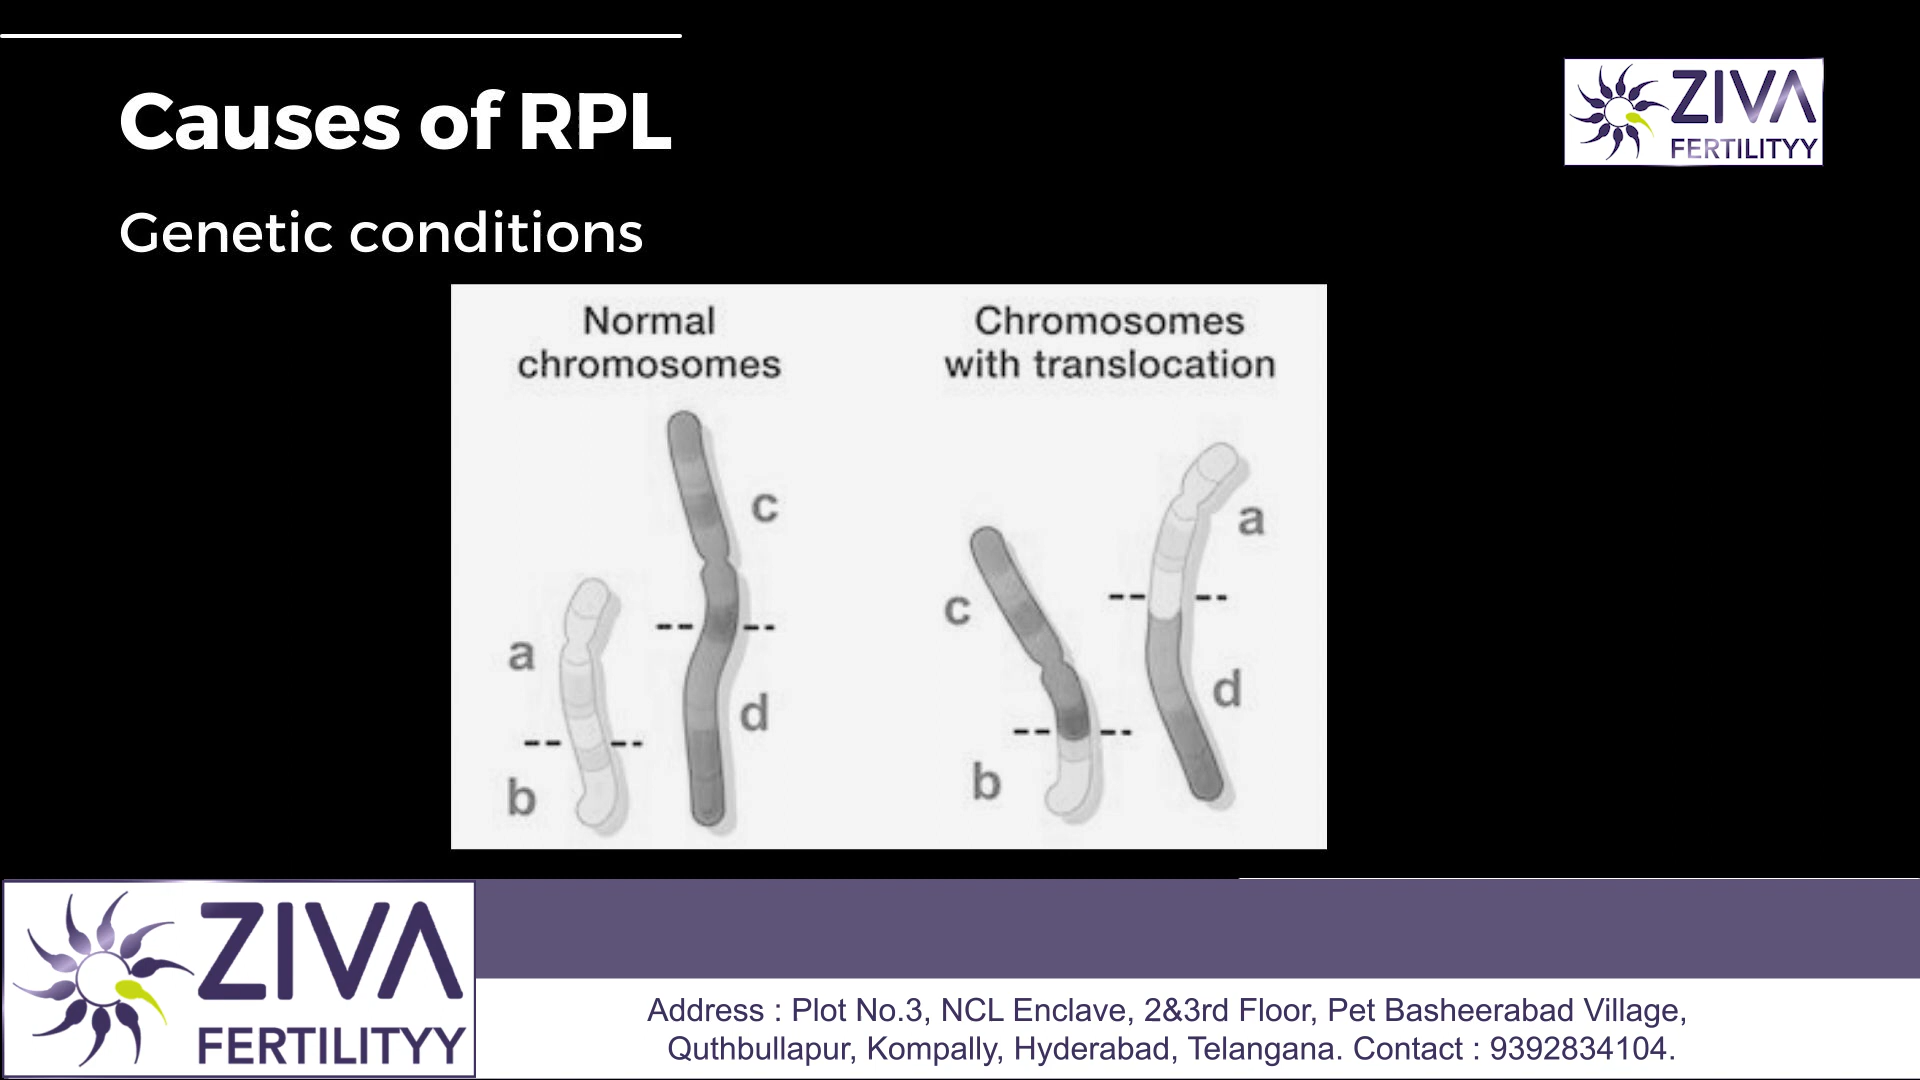 Causes of RPL
ZIVA
FERTILITYY
Genetic conditions
Normal
chromosomes
Chromosomes
with translocation
c
a
a
c
d
d
b
b
ZIVA
FERTILITYY
Address : Plot No.3, NCL Enclave, 2&3rd Floor, Pet Basheerabad Village,
Quthbullapur, Kompally, Hyderabad, Telangana. Contact : 9392834104.